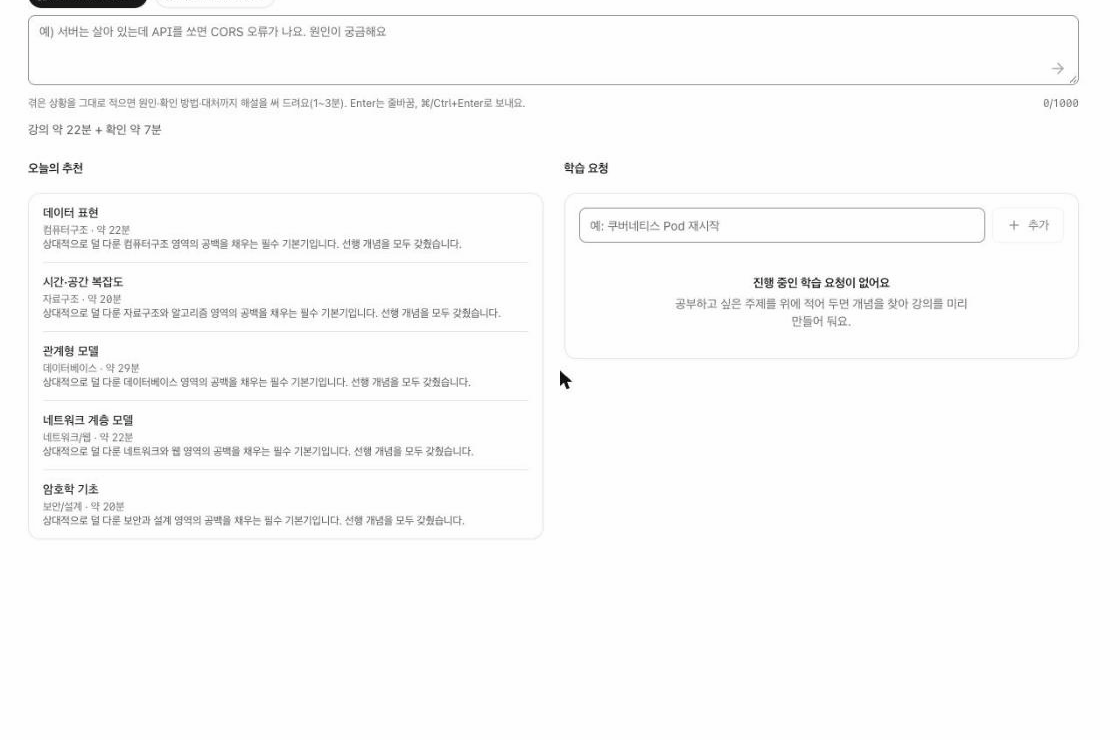 예) 서버는 살아 있는데 API를 쏘면 CORS 오류가 나요. 원인이 궁금해요
겪은 상황을 그대로 적으면 원인·확인 방법·대처까지 해설을 써 드려요(1~3분). Enter는 줄바꿈, ⌘/Ctrl+Enter로 보내요.
0/1000
강의 약 22분 + 확인 약 7분
오늘의 추천
데이터 표현
컴퓨터구조 · 약 22분
상대적으로 덜 다룬 컴퓨터구조 영역의 공백을 채우는 필수 기본기입니다. 선행 개념을 모두 갖췄습니다.
시간·공간 복잡도
자료구조 · 약 20분
상대적으로 덜 다룬 자료구조와 알고리즘 영역의 공백을 채우는 필수 기본기입니다. 선행 개념을 모두 갖췄습니다.
관계형 모델
데이터베이스 · 약 29분
상대적으로 덜 다룬 데이터베이스 영역의 공백을 채우는 필수 기본기입니다. 선행 개념을 모두 갖췄습니다.
네트워크 계층 모델
네트워크/웹 · 약 22분
상대적으로 덜 다룬 네트워크와 웹 영역의 공백을 채우는 필수 기본기입니다. 선행 개념을 모두 갖췄습니다.
암호학 기초
보안/설계 · 약 20분
상대적으로 덜 다룬 보안과 설계 영역의 공백을 채우는 필수 기본기입니다. 선행 개념을 모두 갖췄습니다.
학습 요청
예: 쿠버네티스 Pod 재시작
+ 추가
진행 중인 학습 요청이 없어요
공부하고 싶은 주제를 위에 적어 두면 개념을 찾아 강의를 미리
만들어 둬요.